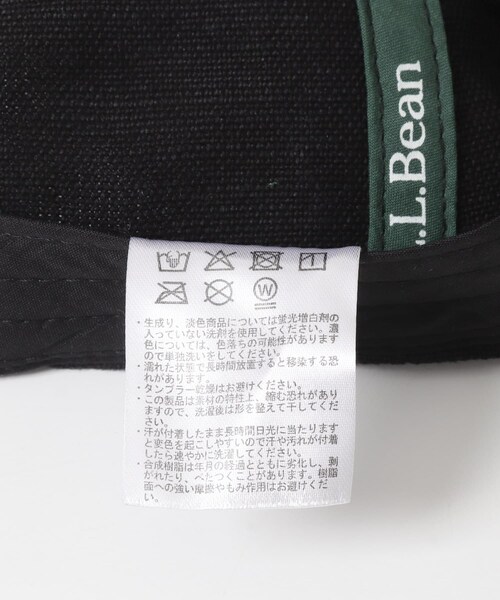 L.L.Bean
W
・生成り、淡色商品については蛍光増白剤の
入っていない洗剤を使用してください。濃
色については、色落ちの可能性があります
ので単独洗いをしてください。
・濡れた状態で長時間放置すると移染する恐
れがあります。
・タンブラー乾燥はお避けください。
・この製品は素材の特性上、縮む恐れがあり
ますので、洗濯後は形を整えて干してくだ
さい。
・汗が付着したまま長時間日光に当たります
と変色を起こしやすいので汗や汚れが付着
したら速やかに洗濯してください。
・合成樹脂は年月の経過とともに劣化し、剥
がれたり、べたつくことがあります。樹脂
面への強い摩擦やもみ作用はお避けくださ
い。